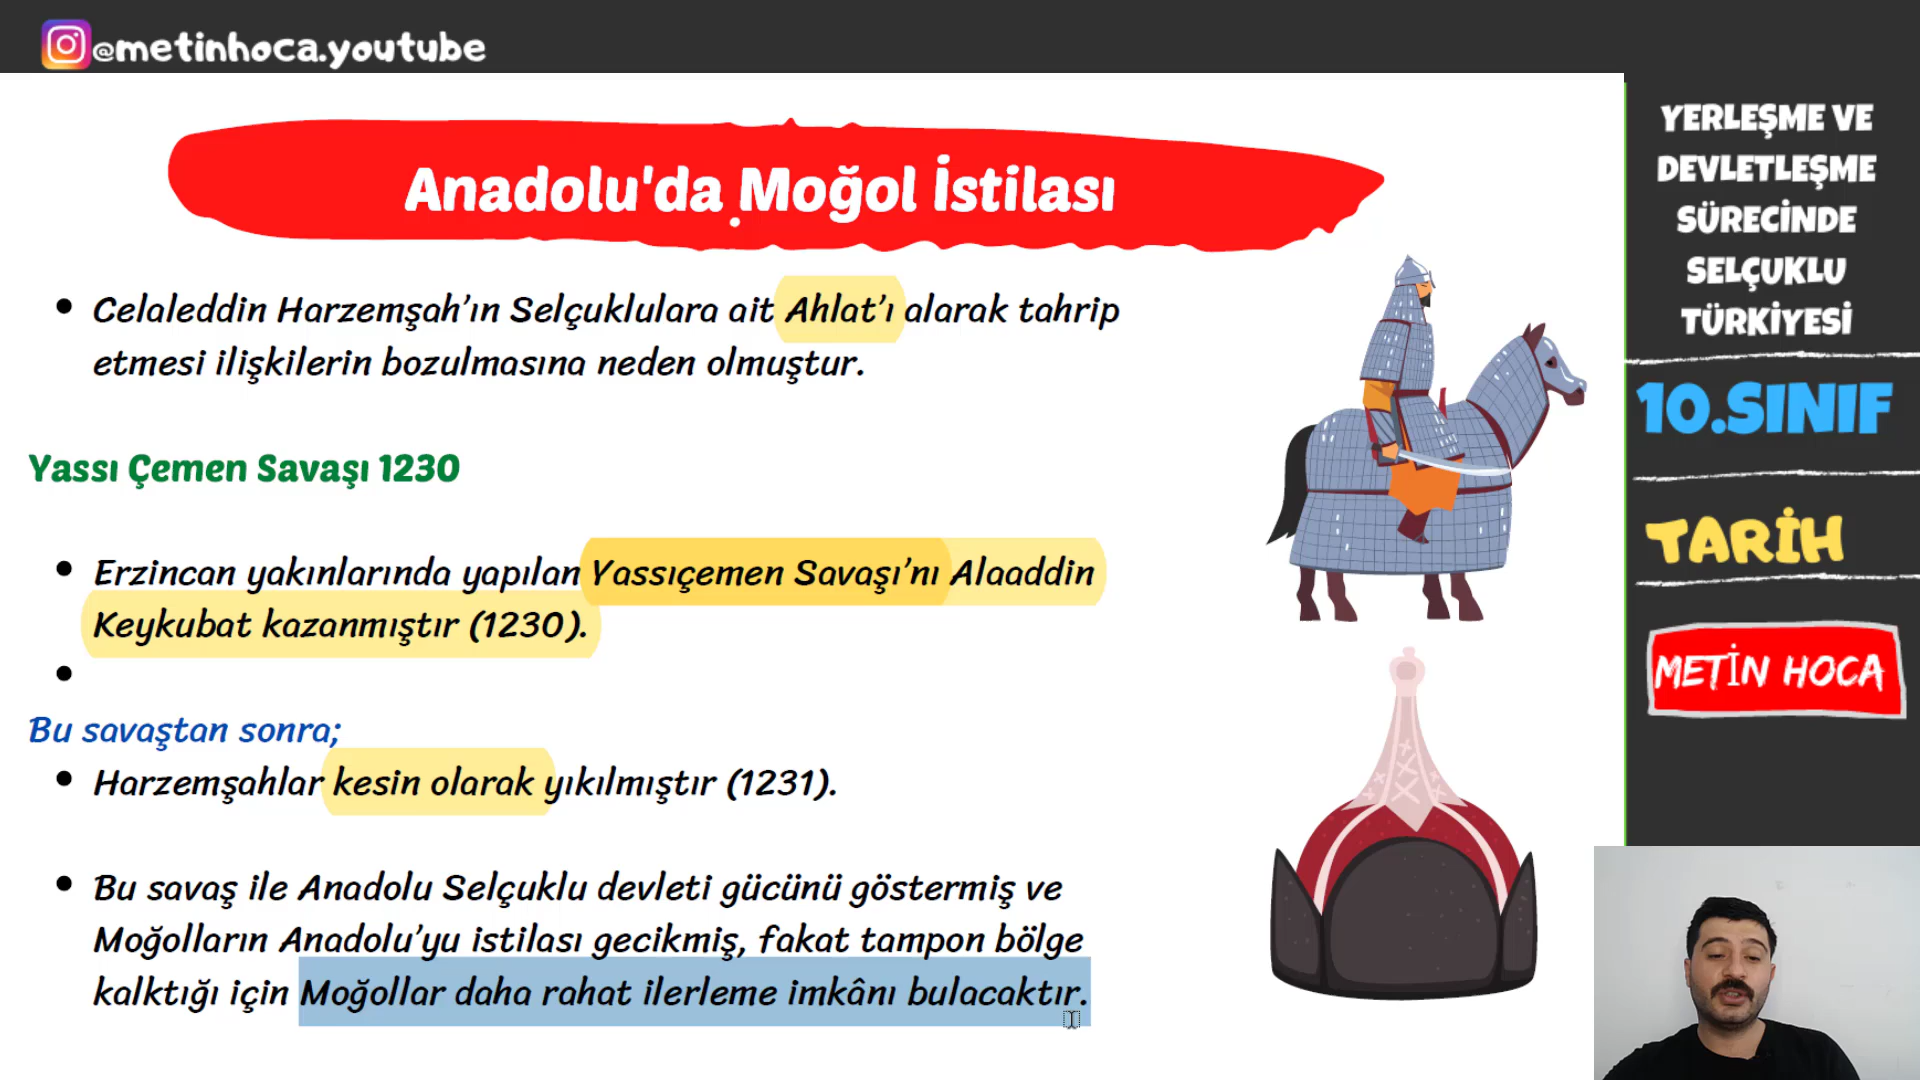 @metinhoca.youtube
Anadolu'da Moğol İstilası
Celaleddin Harzemşah’ın Selçuklulara ait Ahlat’ı alarak tahrip
etmesi ilişkilerin bozulmasına neden olmuştur.
Yassı Çemen Savaşı 1230
Erzincan yakınlarında yapılan Yassıçemen Savaşı’nı Alaaddin
Keykubat kazanmıştır (1230).
Bu savaştan sonra;
Harzemşahlar kesin olarak yıkılmıştır (1231).
Bu savaş ile Anadolu Selçuklu devleti gücünü göstermiş ve
Moğolların Anadolu’yu istilası gecikmiş, fakat tampon bölge
kalktığı için Moğollar daha rahat ilerleme imkânı bulacaktır.
YERLEŞME VE
DEVLETLEŞME
SÜRECİNDE
SELÇUKLU
TÜRKİYESİ
10.SINIF
TARİH
METİN HOCA